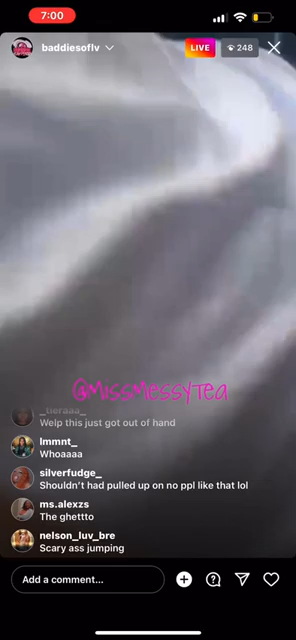 7:00
baddiesoflv
LIVE
248
@MISSMESSYTEA
_tieraaa_
Welp this just got out of hand
lmmnt_
Whoaaaa
silverfudge_
Shouldn't had pulled up on no ppl like that lol
ms.alexzs
The ghettto
nelson_luv_bre
Scary ass jumping
Add a comment...